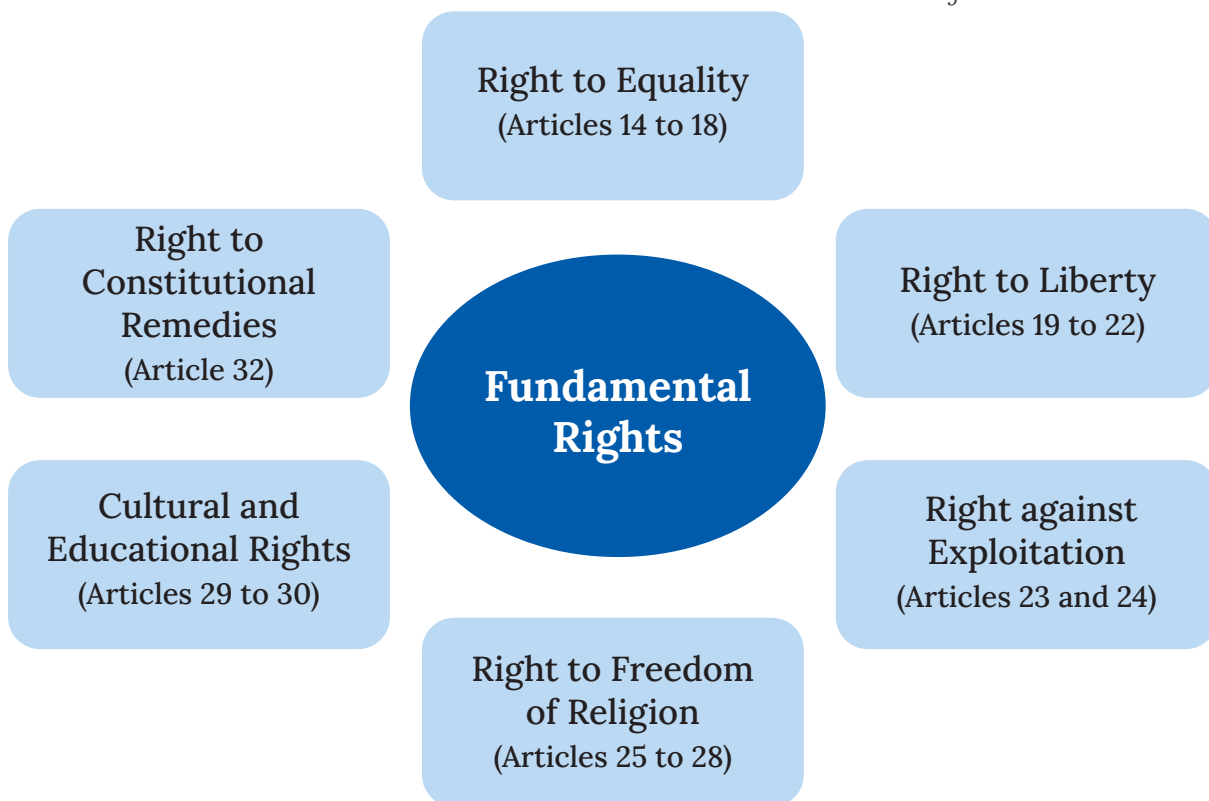 Right to Equality
(Articles 14 to 18)
Right to
Constitutional
Remedies
(Article 32)
Right to Liberty
(Articles 19 to 22)
Fundamental
Rights
Cultural and
Educational Rights
(Articles 29 to 30)
Right against
Exploitation
(Articles 23 and 24)
Right to Freedom
of Religion
(Articles 25 to 28)